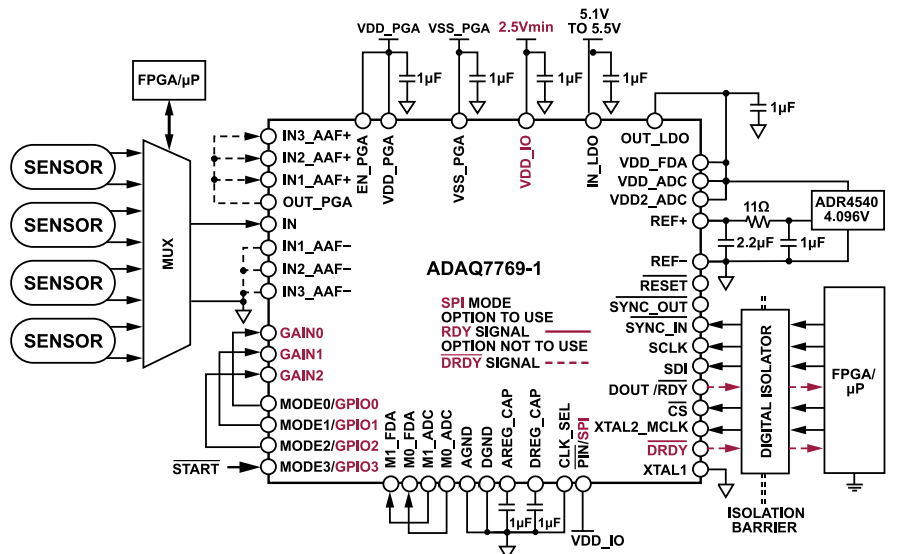 VDD_PGA
VSS_PGA
2.5Vmin
5.1V
TO 5.5V
1µF
1µF
1µF
1µF
1µF
FPGA/µP
SENSOR
SENSOR
SENSOR
SENSOR
MUX
EN_PGA
VDD_PGA
VSS_PGA
VDD_IO
IN_LDO
OUT_LDO
IN3_AAF+
IN2_AAF+
IN1_AAF+
OUT_PGA
IN
IN1_AAF−
IN2_AAF−
IN3_AAF−
GAIN0
GAIN1
GAIN2
MODE0/GPIO0
MODE1/GPIO1
MODE2/GPIO2
MODE3/GPIO3
START
ADAQ7769-1
SPI MODE
OPTION TO USE
RDY SIGNAL
OPTION NOT TO USE
DRDY SIGNAL
VDD_FDA
VDD_ADC
VDD2_ADC
REF+
REF−
RESET
SYNC_OUT
SYNC_IN
SCLK
SDI
DOUT /RDY
CS
XTAL2_MCLK
DRDY
XTAL1
11Ω
2.2µF
1µF
ADR4540
4.096V
DIGITAL ISOLATOR
FPGA/
µP
ISOLATION
BARRIER
M1_FDA
M0_FDA
M1_ADC
M0_ADC
AGND
DGND
AREG_CAP
DREG_CAP
CLK_SEL
PIN/SPI
1µF
1µF
VDD_IO